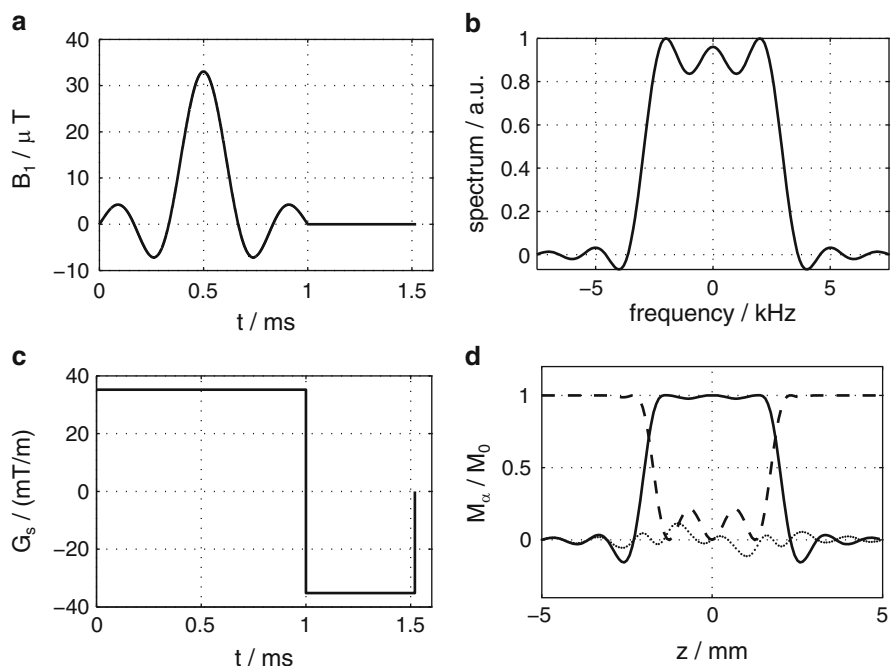 a
40
30
20
10
0
−10
B₁ / μ T
0
0.5
1
1.5
t / ms
b
1
0.8
0.6
0.4
0.2
0
spectrum / a.u.
−5
0
5
frequency / kHz
c
40
20
0
−20
−40
Gₛ / (mT/m)
0
0.5
1
1.5
t / ms
d
1
0.5
0
M_α / M₀
−5
0
5
z / mm